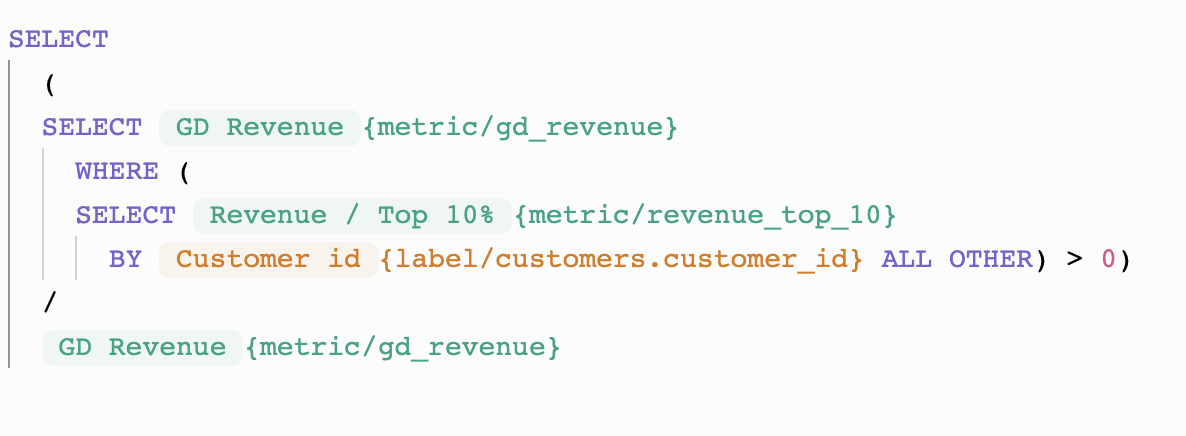 SELECT
(
SELECT GD Revenue {metric/gd_revenue}
WHERE (
SELECT Revenue / Top 10% {metric/revenue_top_10}
BY Customer id {label/customers.customer_id} ALL OTHER) > 0)
/
GD Revenue {metric/gd_revenue}